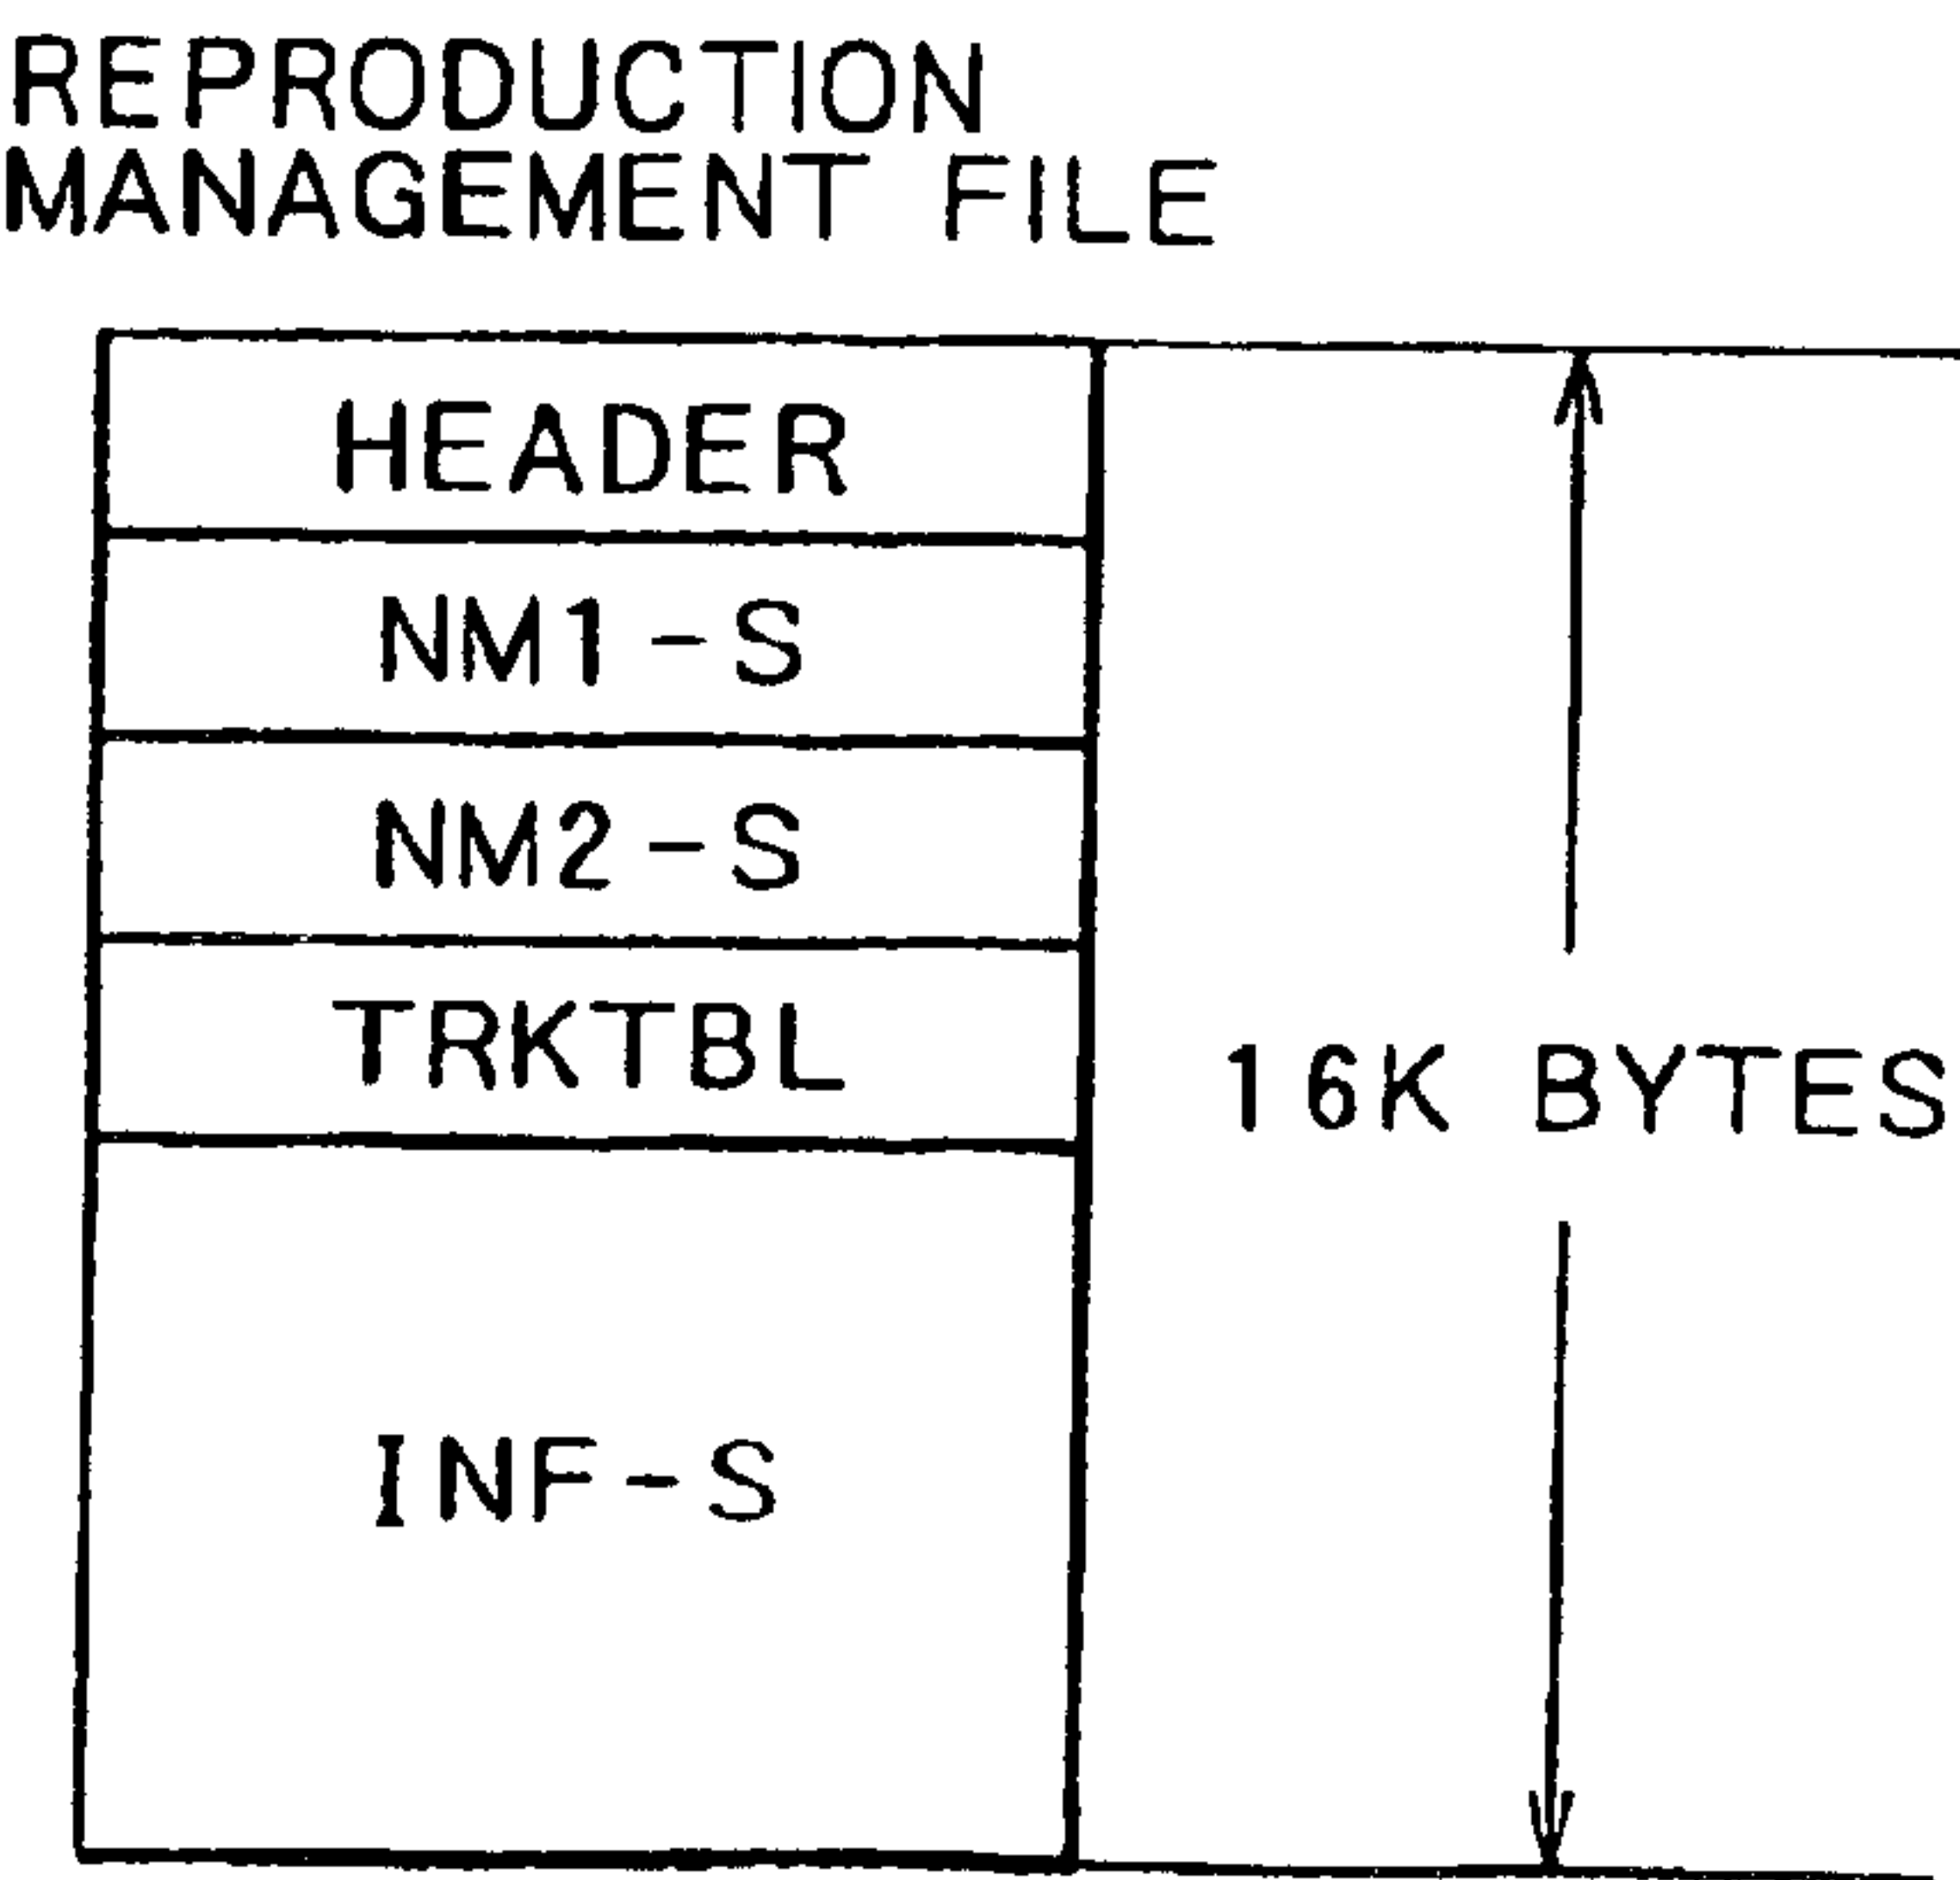 REPRODUCTION
MANAGEMENT FILE
HEADER
NM1-S
NM2-S
TRKTBL
16K BYTES
INF-S